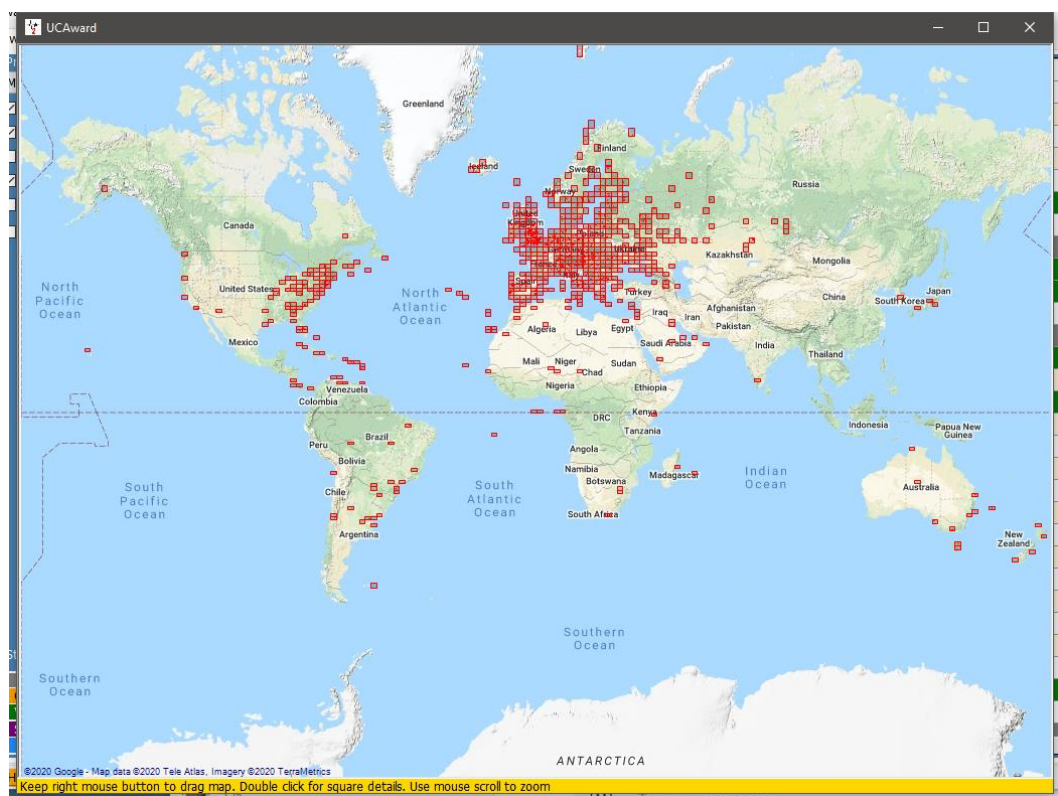 UCAward
Greenland
Iceland
Finland
Sweden
Norway
Russia
United
Kingdom
Canada
Ukraine
Kazakhstan
Mongolia
North
Pacific
Ocean
United States
North
Atlantic
Ocean
Spain
Turkey
Iraq
Iran
Afghanistan
Pakistan
China
South Korea
Japan
Mexico
Algeria
Libya
Egypt
Saudi Arabia
India
Thailand
Mali
Niger
Chad
Sudan
Nigeria
Ethiopia
Venezuela
Colombia
DRC
Kenya
Tanzania
Indonesia
Papua New
Guinea
Peru
Brazil
Bolivia
Angola
Namibia
Botswana
Madagascar
Indian
Ocean
South
Pacific
Ocean
Chile
South
Atlantic
Ocean
South Africa
Australia
New
Zealand
Argentina
Southern
Ocean
Southern
Ocean
ANTARCTICA
©2020 Google - Map data ©2020 Tele Atlas, Imagery ©2020 TerraMetrics
Keep right mouse button to drag map. Double click for square details. Use mouse scroll to zoom